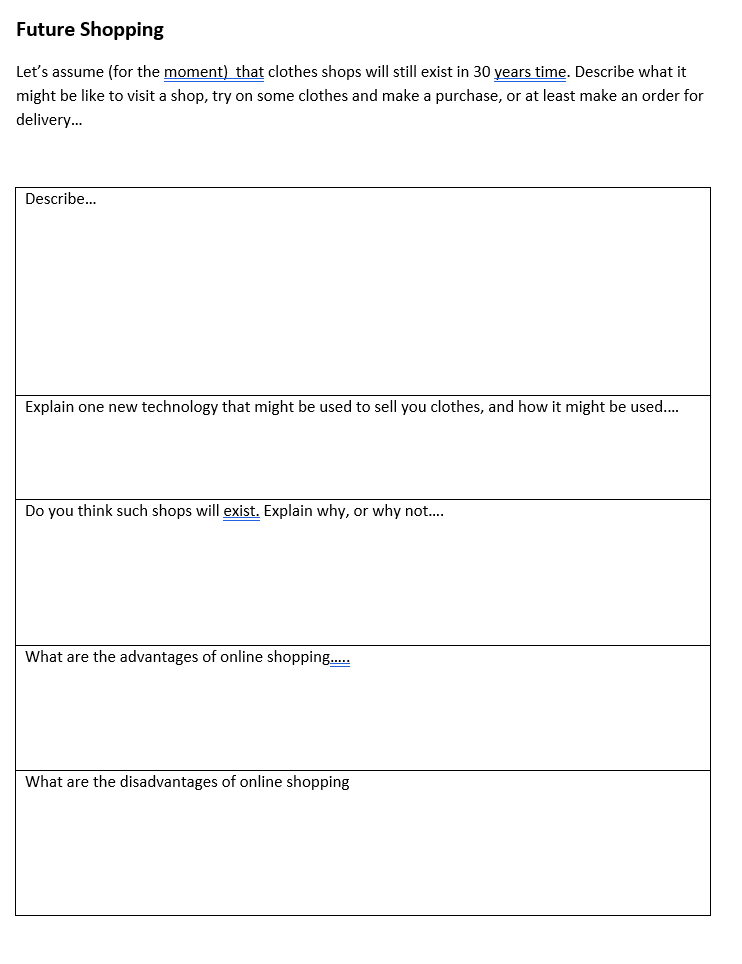 Future Shopping
Let’s assume (for the moment)  that clothes shops will still exist in 30 years time. Describe what it
might be like to visit a shop, try on some clothes and make a purchase, or at least make an order for
delivery…
Describe…
Explain one new technology that might be used to sell you clothes, and how it might be used….
Do you think such shops will exist. Explain why, or why not….
What are the advantages of online shopping…..
What are the disadvantages of online shopping